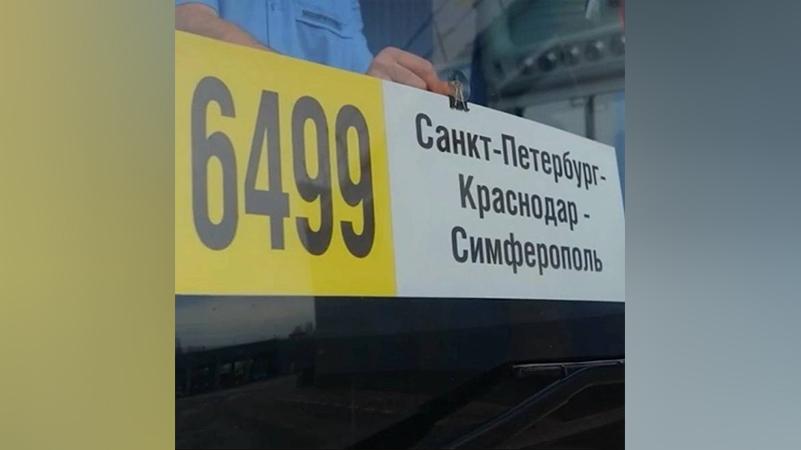 6499
Санкт-Петербург-
Краснодар -
Симферополь